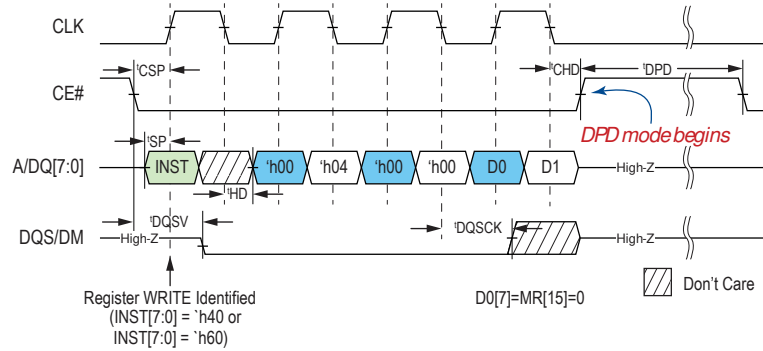 CLK
tCSP
tCHD
tDPD
CE#
DPD mode begins
tSP
A/DQ[7:0]
INST
'h00
'h04
'h00
'h00
D0
D1
High-Z
High-Z
tHD
tDQSV
tDQSCK
DQS/DM
High-Z
High-Z
High-Z
Don't Care
Register WRITE Identified
(INST[7:0] = `h40 or
INST[7:0] = `h60)
D0[7]=MR[15]=0